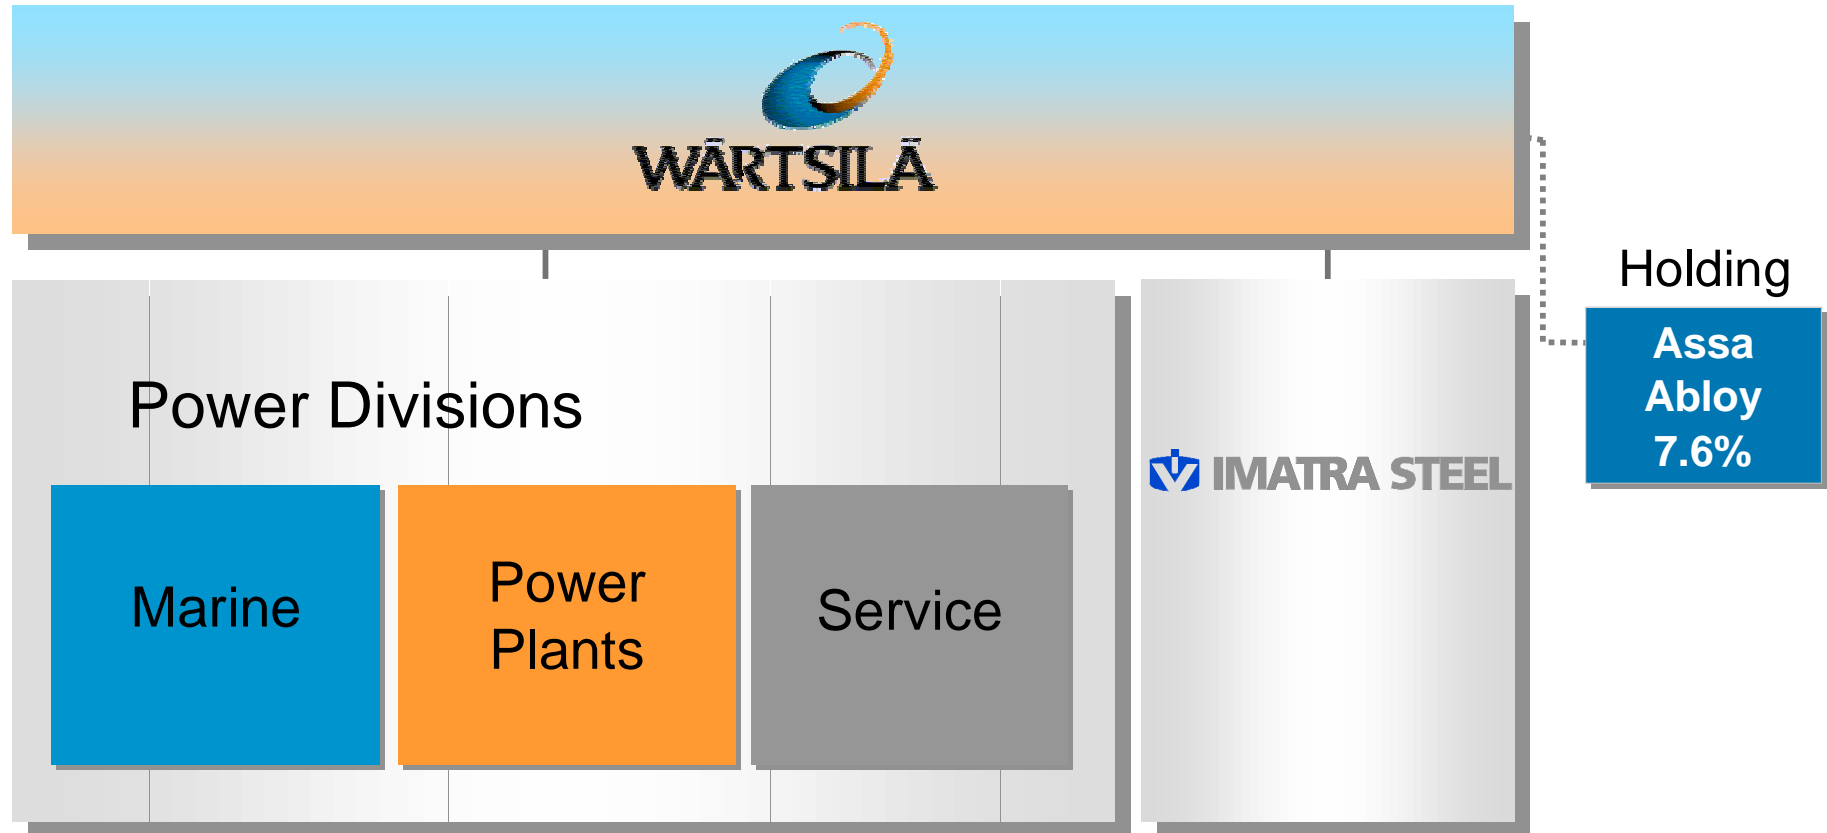 WÄRTSILÄ
Holding
Assa
Abloy
7.6%
Power Divisions
IMATRA STEEL
Marine
Power
Plants
Service